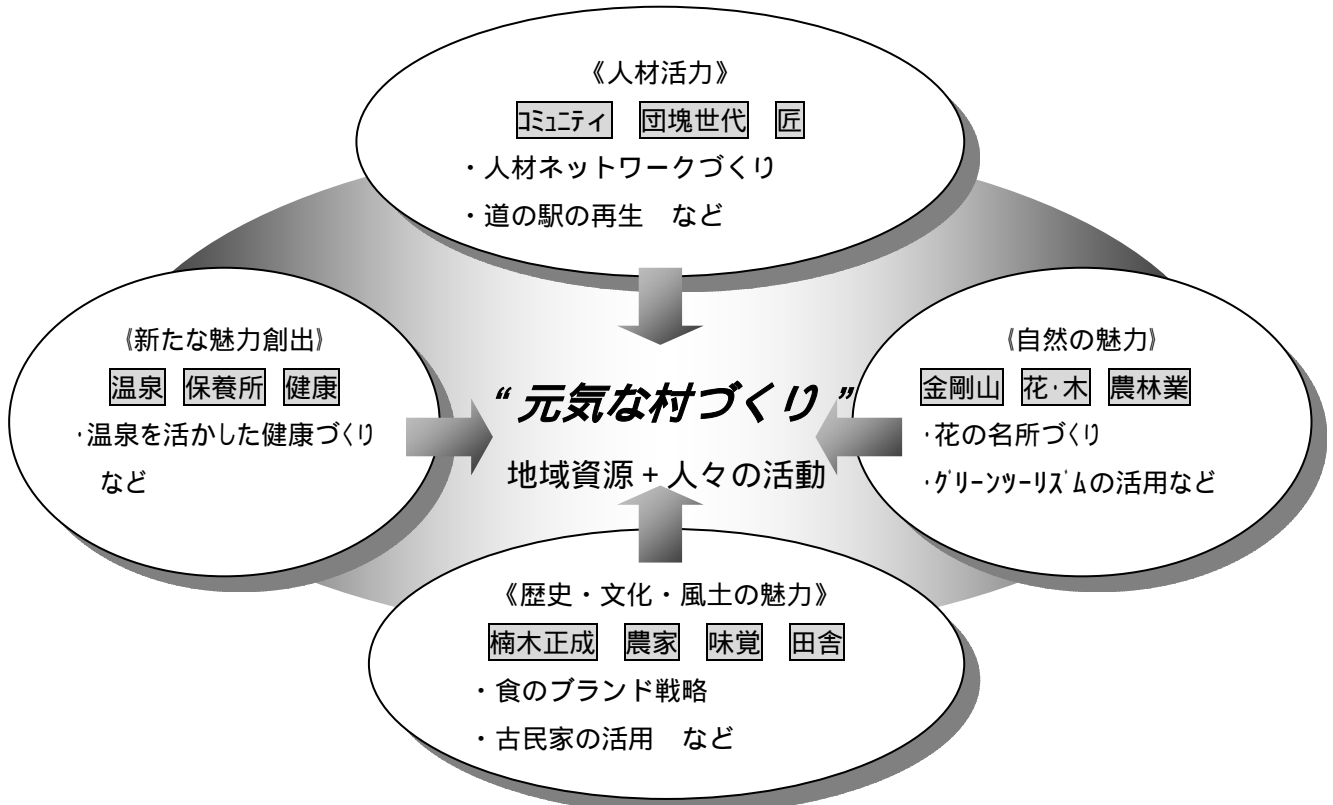 《人材活力》
ｺﾐｭﾆﾃｨ 団塊世代 匠
・人材ネットワークづくり
・道の駅の再生　など
《新たな魅力創出》
温泉 保養所 健康
･温泉を活かした健康づくり
など
《自然の魅力》
金剛山 花･木 農林業
･花の名所づくり
･ｸﾞﾘｰﾝﾂｰﾘｽﾞﾑの活用など
“元気な村づくり”
地域資源+人々の活動
《歴史・文化・風土の魅力》
楠木正成 農家 味覚 田舎
・食のブランド戦略
・古民家の活用　など